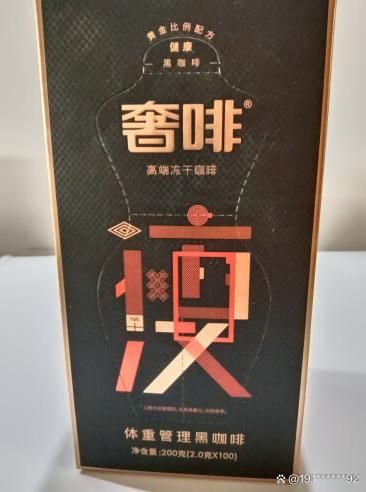 黄金比例配方
健康
黑咖啡
奢啡®
高端冻干咖啡
体重管理黑咖啡
净含量:200克(2.0克X100)
191******92